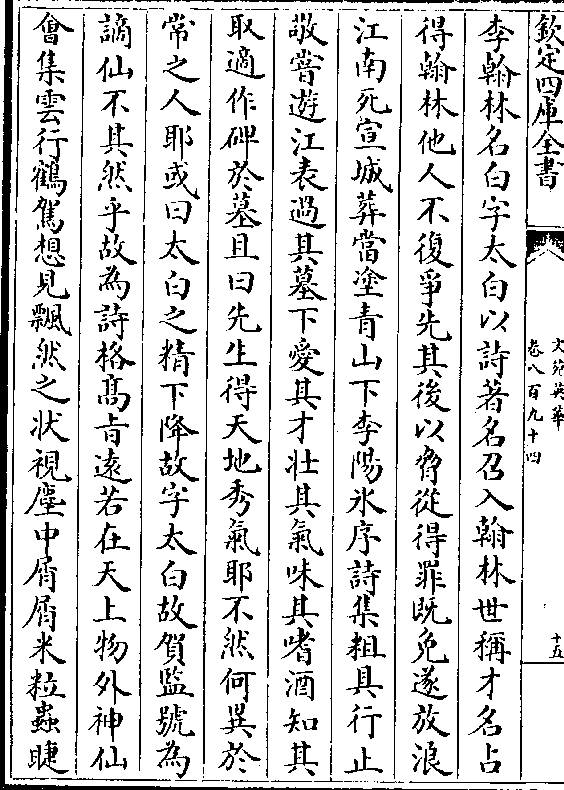 欽定四庫全書
文苑英華
卷八百九十四
十五
李翰林名白字太白以詩著名召入翰林世稱才名占
得翰林他人不復爭先其後以脅從得罪既免遂放浪
江南死宣城葬當塗青山下李陽氷序詩集粗具行止
敬嘗遊江表過其墓下愛其才壯其氣味其嗜酒知其
取適作碑於墓且曰先生得天地秀氣耶不然何異於
常之人耶或曰太白之精下降故字太白故賀監號為
謫仙不其然乎故為詩格髙㫖逺若在天上物外神仙
㑹集雲行鶴駕想見飄然之狀視塵中屑屑米粒蟲睫